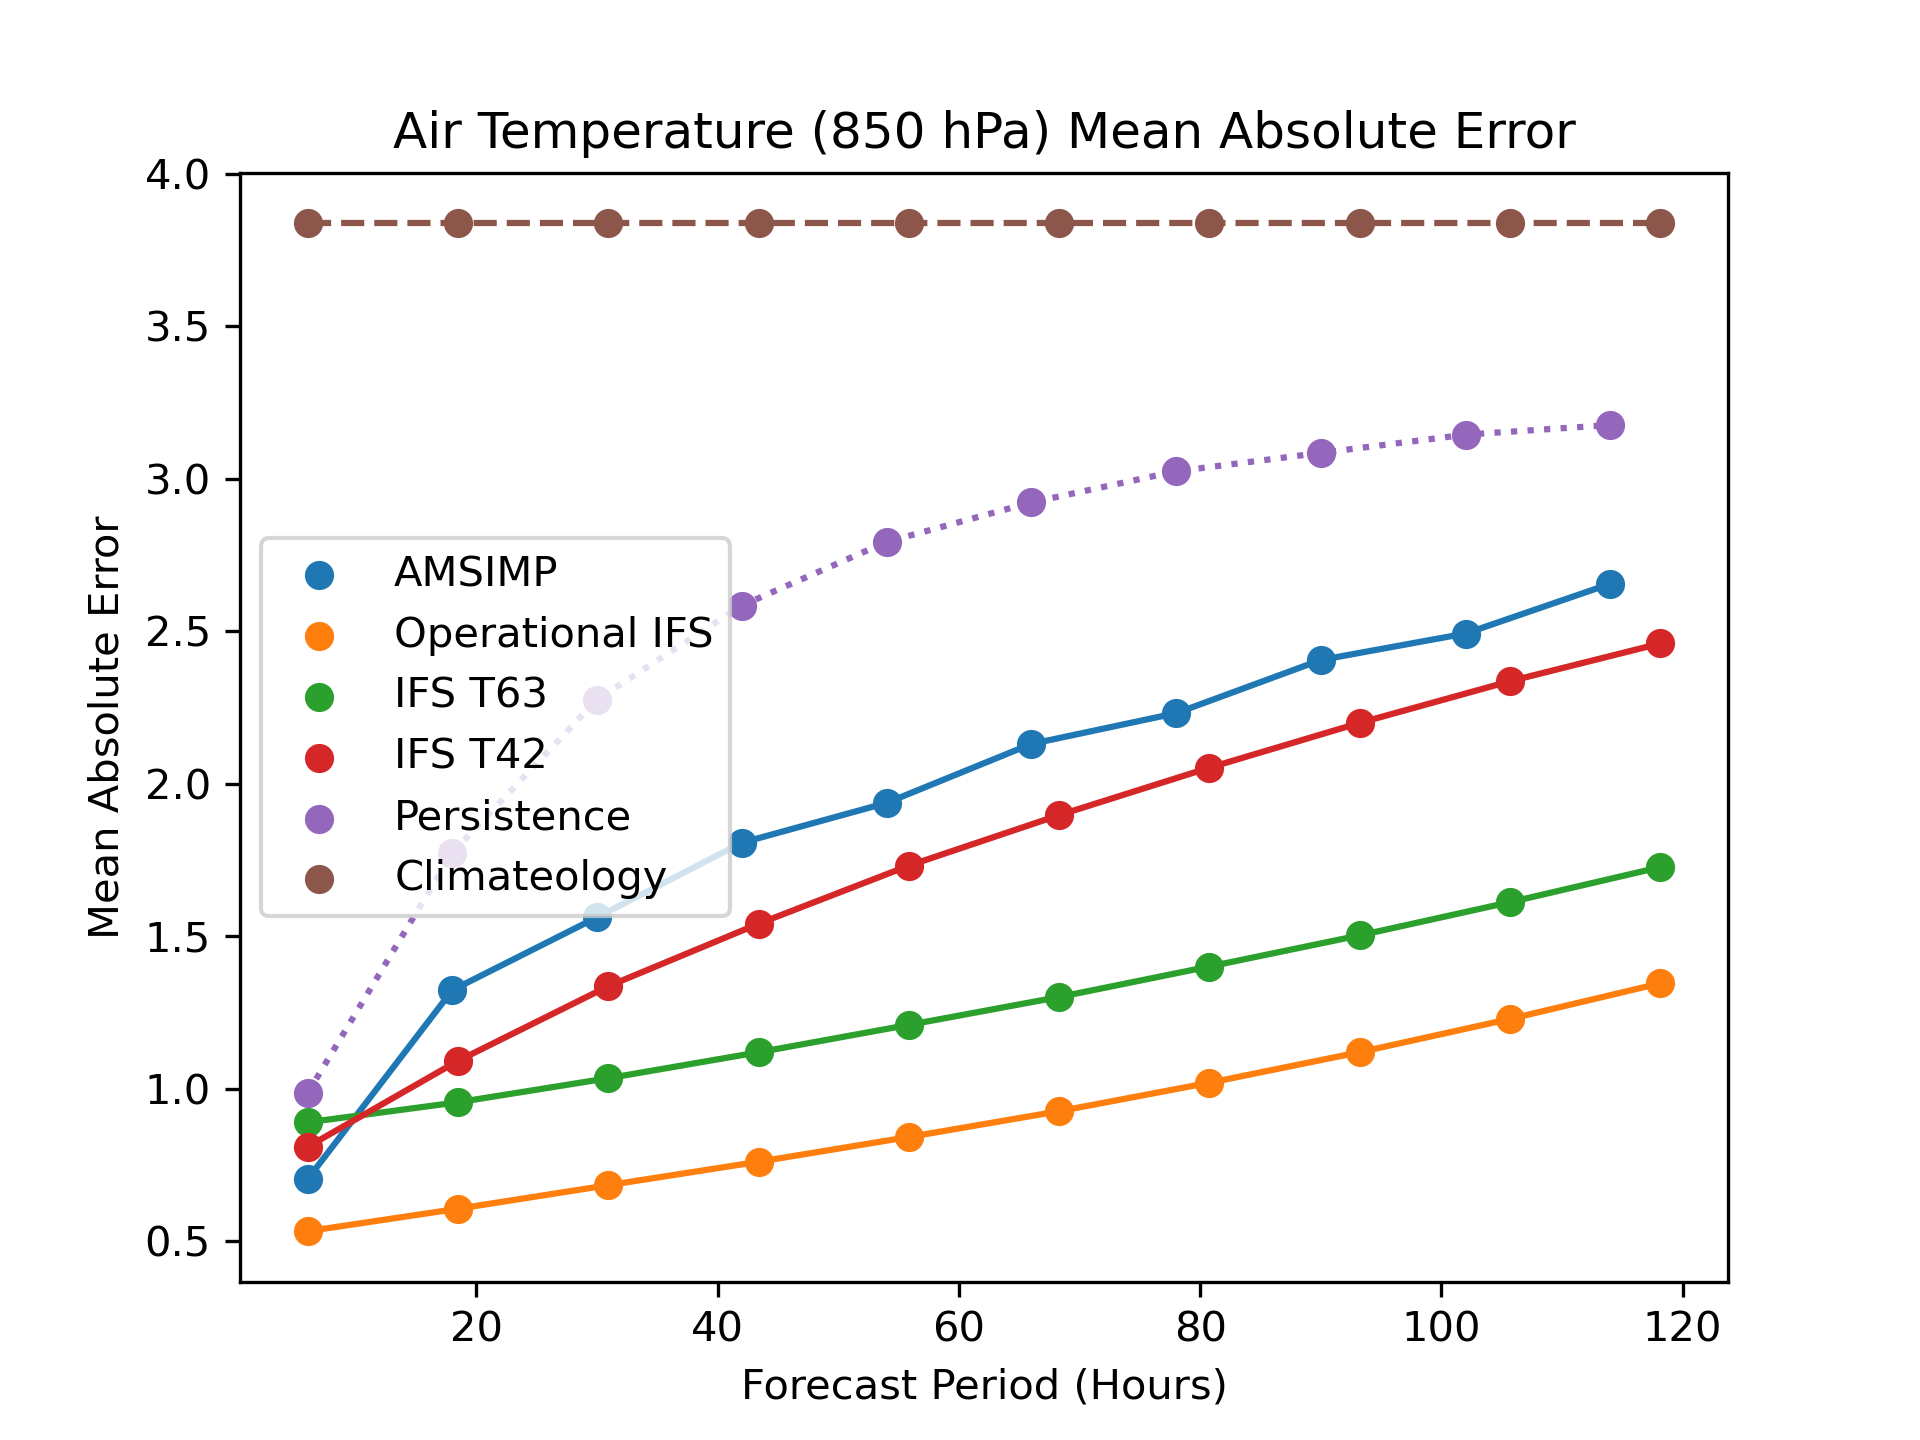 Air Temperature (850 hPa) Mean Absolute Error
4.0
3.5
3.0
2.5
2.0
1.5
1.0
0.5
Mean Absolute Error
AMSIMP
Operational IFS
IFS T63
IFS T42
Persistence
Climateology
20 40 60 80 100 120
Forecast Period (Hours)